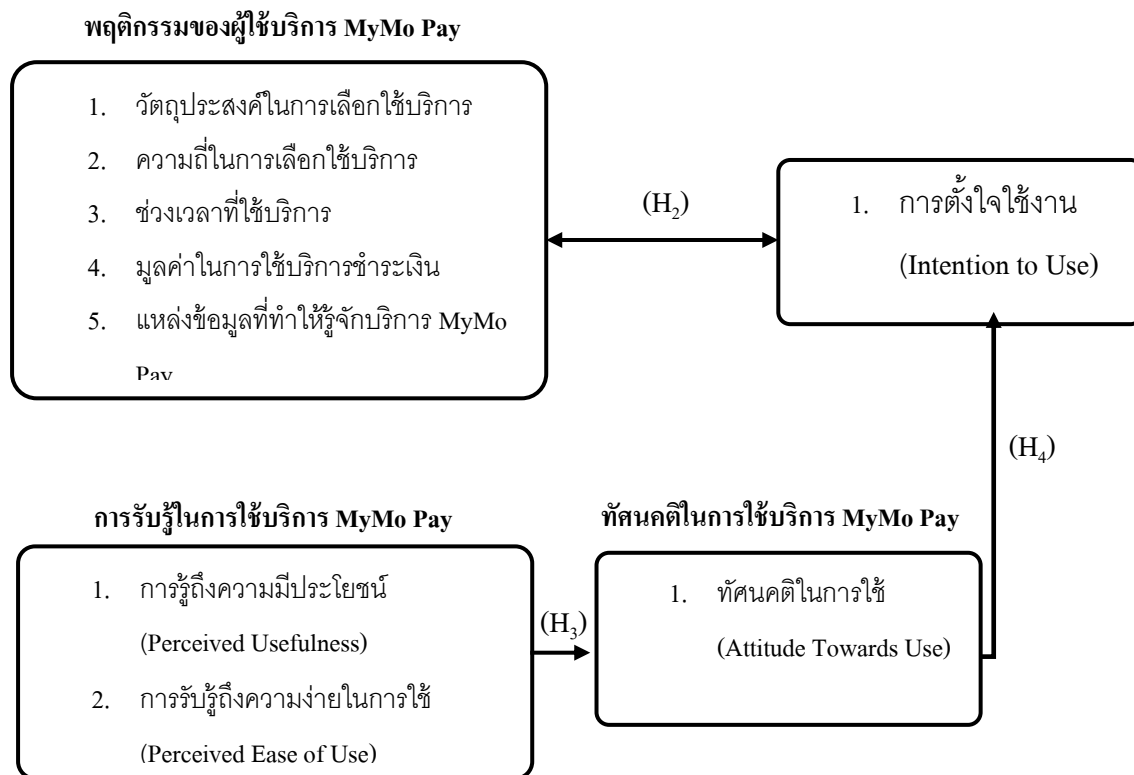 พฤติกรรมของผู้ใช้บริการ MyMo Pay
1. วัตถุประสงค์ในการเลือกใช้บริการ
2. ความถี่ในการเลือกใช้บริการ
3. ช่วงเวลาที่ใช้บริการ
4. มูลค่าในการใช้บริการชำระเงิน
5. แหล่งข้อมูลที่ทำให้รู้จักบริการ MyMo
Pay
(H₂)
1. การตั้งใจใช้งาน
(Intention to Use)
(H₄)
การรับรู้ในการใช้บริการ MyMo Pay
1. การรู้ถึงความมีประโยชน์
(Perceived Usefulness)
2. การรับรู้ถึงความง่ายในการใช้
(Perceived Ease of Use)
(H₃)
ทัศนคติในการใช้บริการ MyMo Pay
1. ทัศนคติในการใช้
(Attitude Towards Use)